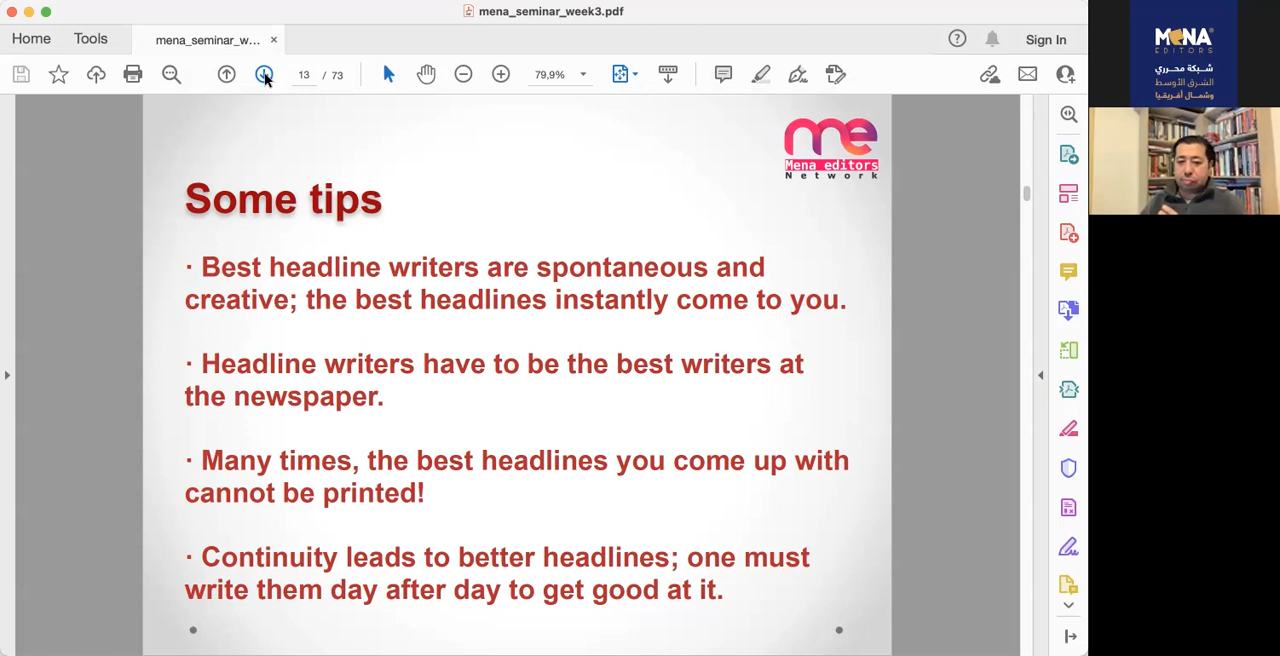 mena_seminar_week3.pdf
Home
Tools
mena_seminar_w...
Sign In
13 / 73
79,9%
me
Mena editors
Network
Some tips
· Best headline writers are spontaneous and
creative; the best headlines instantly come to you.
· Headline writers have to be the best writers at
the newspaper.
· Many times, the best headlines you come up with
cannot be printed!
· Continuity leads to better headlines; one must
write them day after day to get good at it.
MENA
EDITORS
شبكة محرري
الشرق الأوسط
وشمال أفريقيا